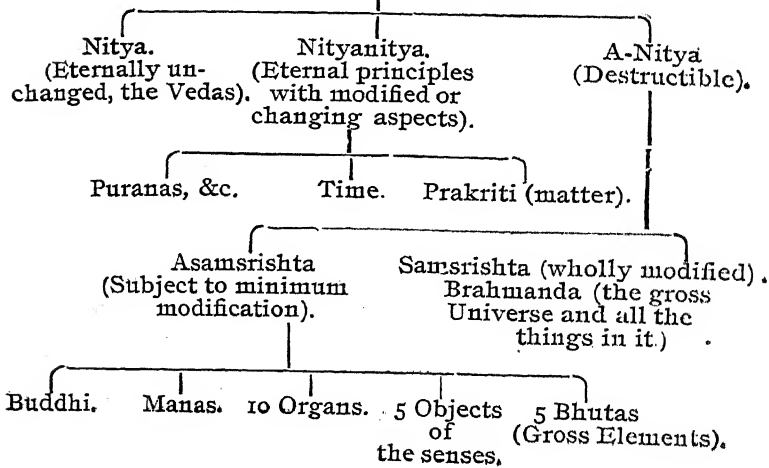 Nitya.
(Eternally un-
changed, the Vedas).
Nityanitya.
(Eternal principles
with modified or
changing aspects).
A-Nitya
(Destructible).
Puranas, &c.
Time.
Prakriti (matter).
Asamsrishta
(Subject to minimum
modification).
Samsrishta (wholly modified).
Brahmanda (the gross
Universe and all the
things in it.)
Buddhi.
Manas.
10 Organs.
5 Objects
of
the senses.
5 Bhutas
(Gross Elements).